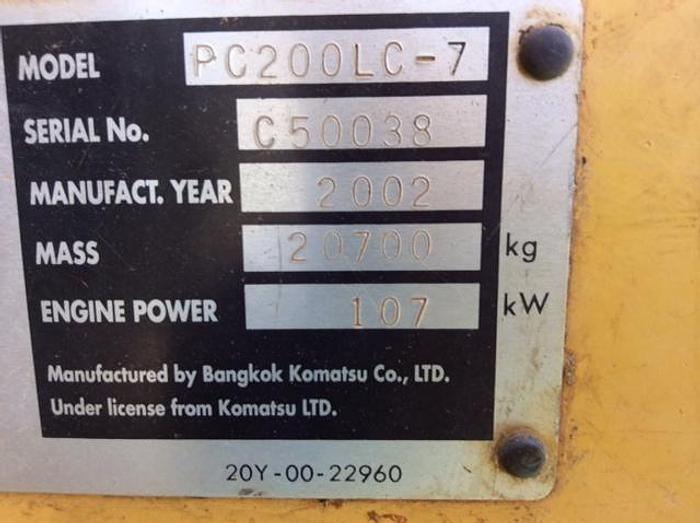 MODEL PC200LC-7
SERIAL No. C50038
MANUFACT. YEAR 2002
MASS 20700 kg
ENGINE POWER 107 kW
Manufactured by Bangkok Komatsu Co., LTD.
Under license from Komatsu LTD.
20Y-00-22960